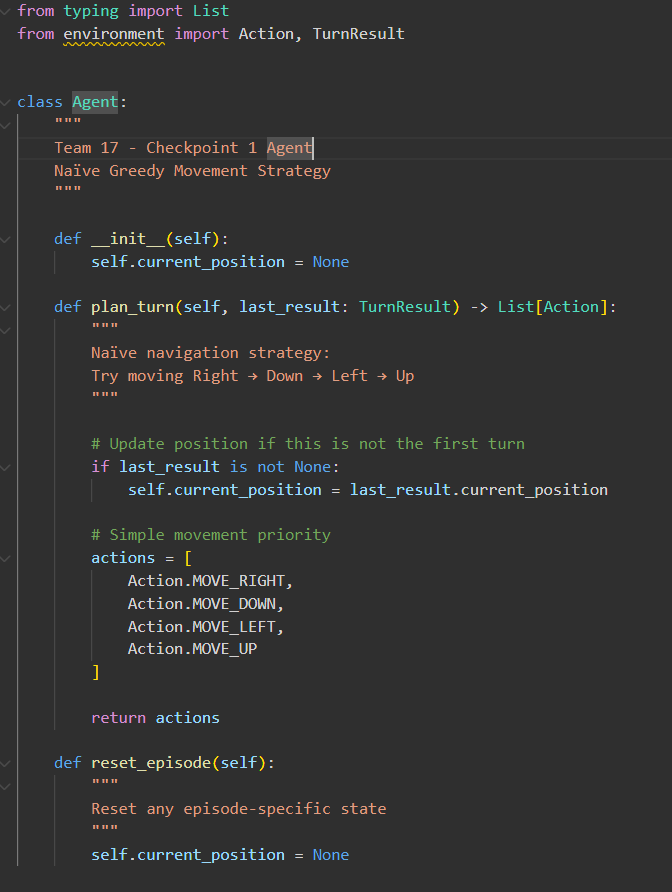 from typing import List
from environment import Action, TurnResult
class Agent:
"""
Team 17 - Checkpoint 1 Agent
Naïve Greedy Movement Strategy
"""
def __init__(self):
self.current_position = None
def plan_turn(self, last_result: TurnResult) -> List[Action]:
"""
Naïve navigation strategy:
Try moving Right → Down → Left → Up
"""
# Update position if this is not the first turn
if last_result is not None:
self.current_position = last_result.current_position
# Simple movement priority
actions = [
Action.MOVE_RIGHT,
Action.MOVE_DOWN,
Action.MOVE_LEFT,
Action.MOVE_UP
]
return actions
def reset_episode(self):
"""
Reset any episode-specific state
"""
self.current_position = None